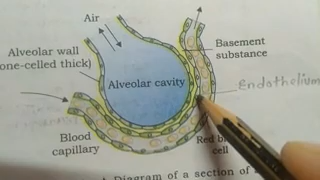 Air
Alveolar wall
(one-celled thick)
Alveolar cavity
Basement
substance
Endothelium
Blood
capillary
Red
cell
Diagram of a section of